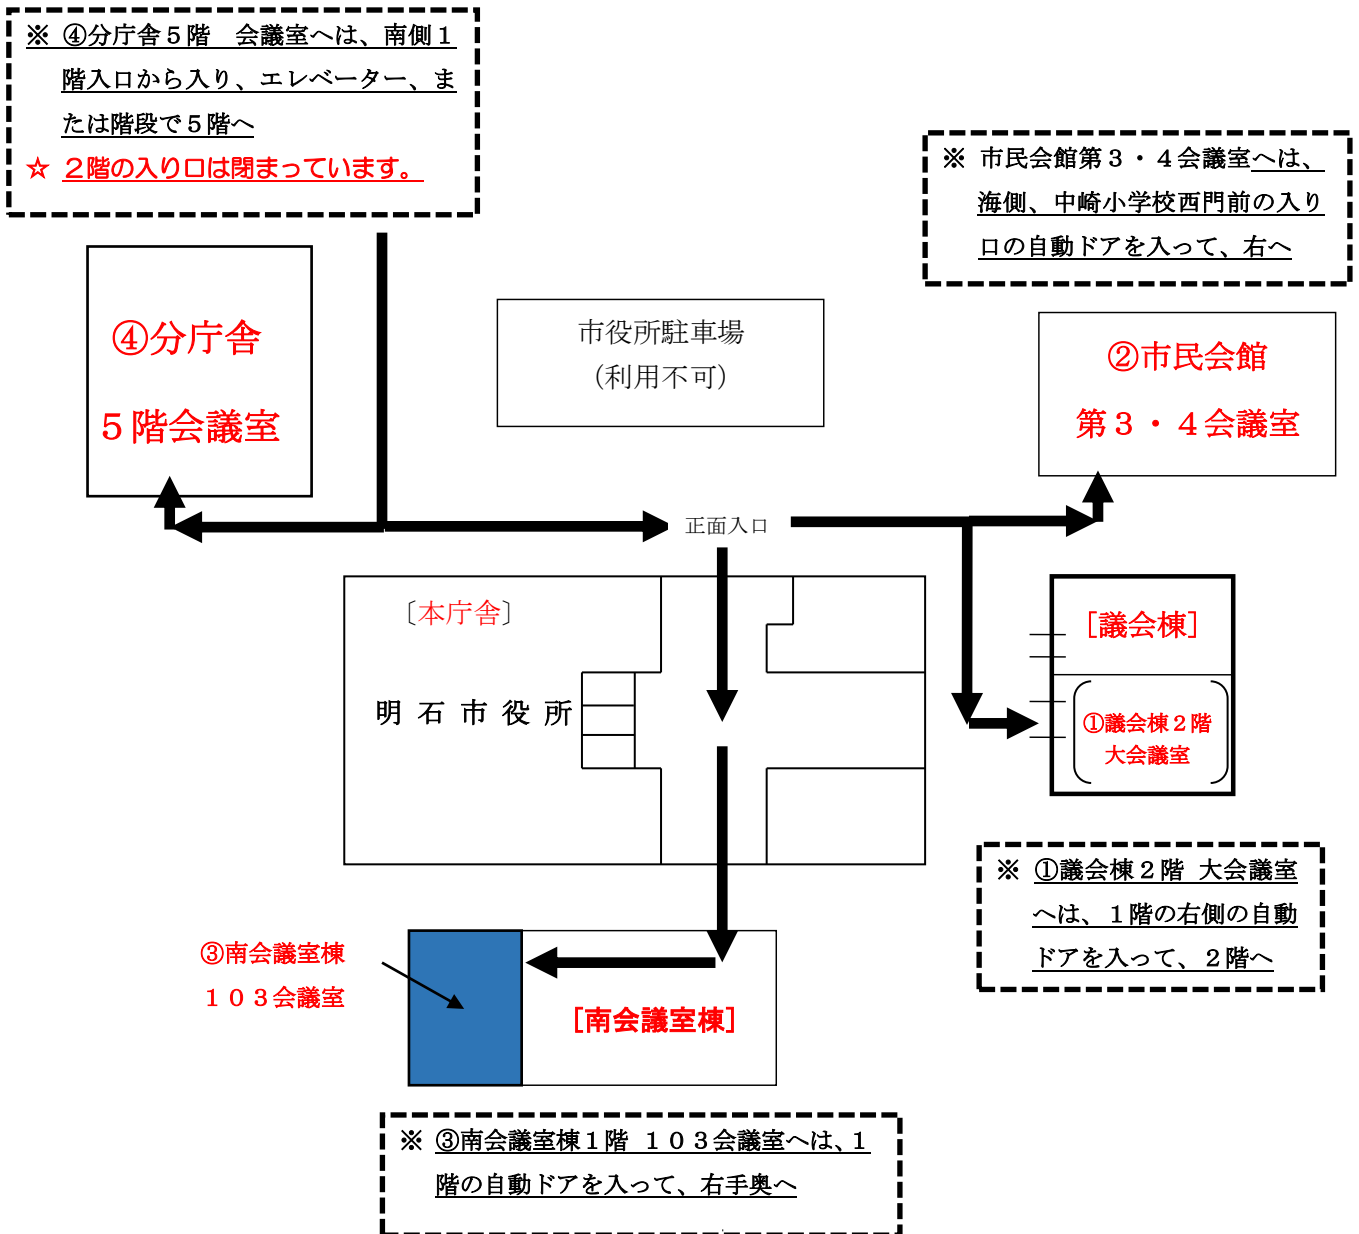 ※ ④分庁舎５階　会議室へは、南側１
階入口から入り、エレベーター、ま
たは階段で５階へ
☆ ２階の入り口は閉まっています。
※ 市民会館第３・４会議室へは、
海側、中崎小学校西門前の入り
口の自動ドアを入って、右へ
④分庁舎
５階会議室
市役所駐車場
（利用不可）
②市民会館
第３・４会議室
正面入口
〔本庁舎〕
明石市役所
［議会棟］
①議会棟２階
大会議室
※ ①議会棟２階 大会議室
へは、１階の右側の自動
ドアを入って、２階へ
③南会議室棟
１０３会議室
［南会議室棟］
※ ③南会議室棟１階 １０３会議室へは、１
階の自動ドアを入って、右手奥へ